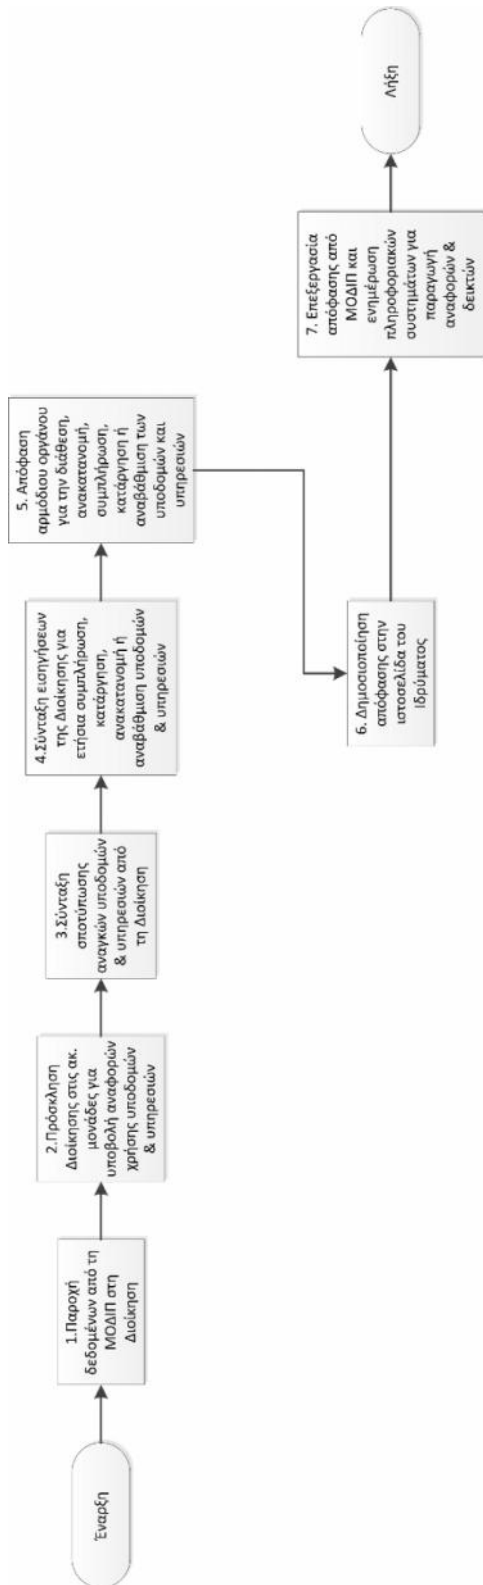 Έναρξη
1.Παροχή
δεδομένων από τη
ΜΟΔΙΠ στη
Διοίκηση
2.Πρόσκληση
Διοίκησης στις ακ.
μονάδες για
υποβολή αναφορών
χρήσης υποδομών
& υπηρεσιών
3.Σύνταξη
σποτύπωσης
αναγκών υποδομών
& υπηρεσιών από
τη Διοίκηση
4.Σύνταξη εισηγήσεων
της Διοίκησης για
ετήσια συμπλήρωση,
κατάργηση,
ανακατανομή ή
αναβάθμιση υποδομών
& υπηρεσιών
5. Απόφαση
αρμόδιου οργάνου
για την διάθεση,
ανακατανομή,
συμπλήρωση,
κατάργηση ή
αναβάθμιση των
υποδομών και
υπηρεσιών
6. Δημοσιοποίηση
απόφασης στην
ιστοσελίδα του
Ιδρύματος
7. Επεξεργασία
απόφασης από
ΜΟΔΙΠ και
ενημέρωση
πληροφοριακών
συστημάτων για
παραγωγή
αναφορών &
δεικτών
Λήξη